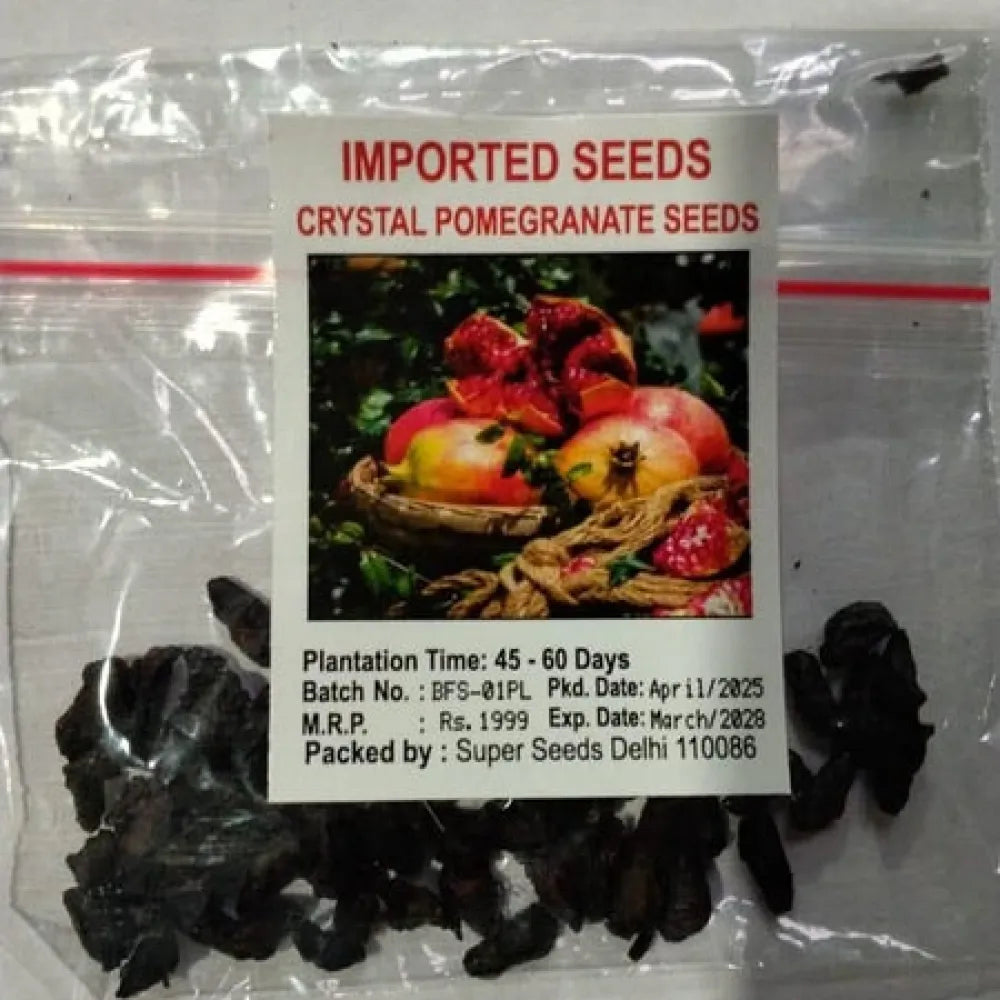 IMPORTED SEEDS
CRYSTAL POMEGRANATE SEEDS
Plantation Time: 45 - 60 Days
Batch No. : BFS-01PL Pkd. Date: April/2025
M.R.P. : Rs. 1999 Exp. Date: March/2028
Packed by : Super Seeds Delhi 110086